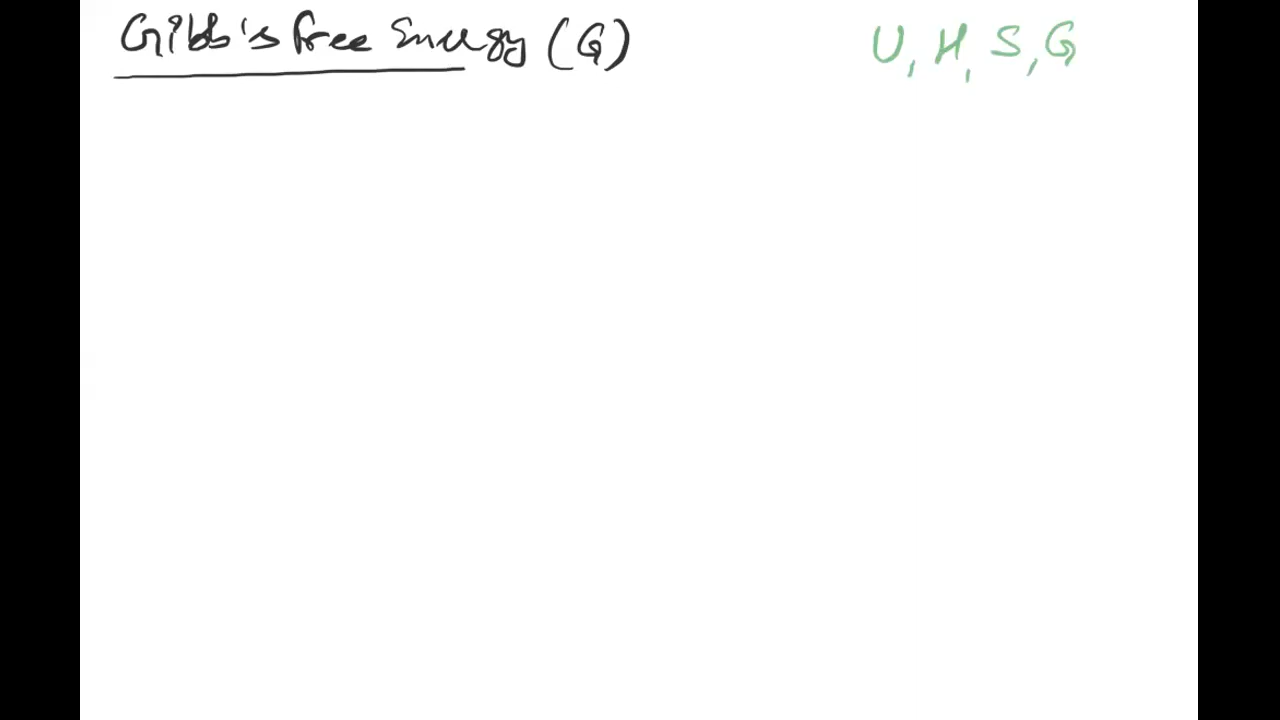 Gibb's free Energy (G)
U, H, S, G